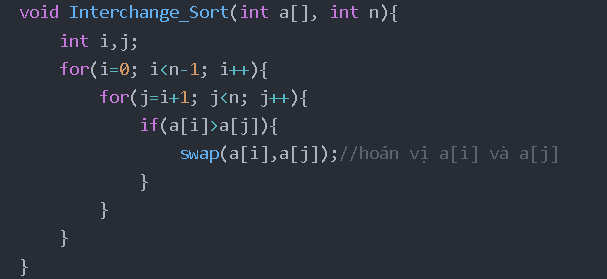 void Interchange_Sort(int a[], int n){
    int i,j;
    for(i=0; i<n-1; i++){
        for(j=i+1; j<n; j++){
            if(a[i]>a[j]){
                swap(a[i],a[j]);//hoán vị a[i] và a[j]
            }
        }
    }
}